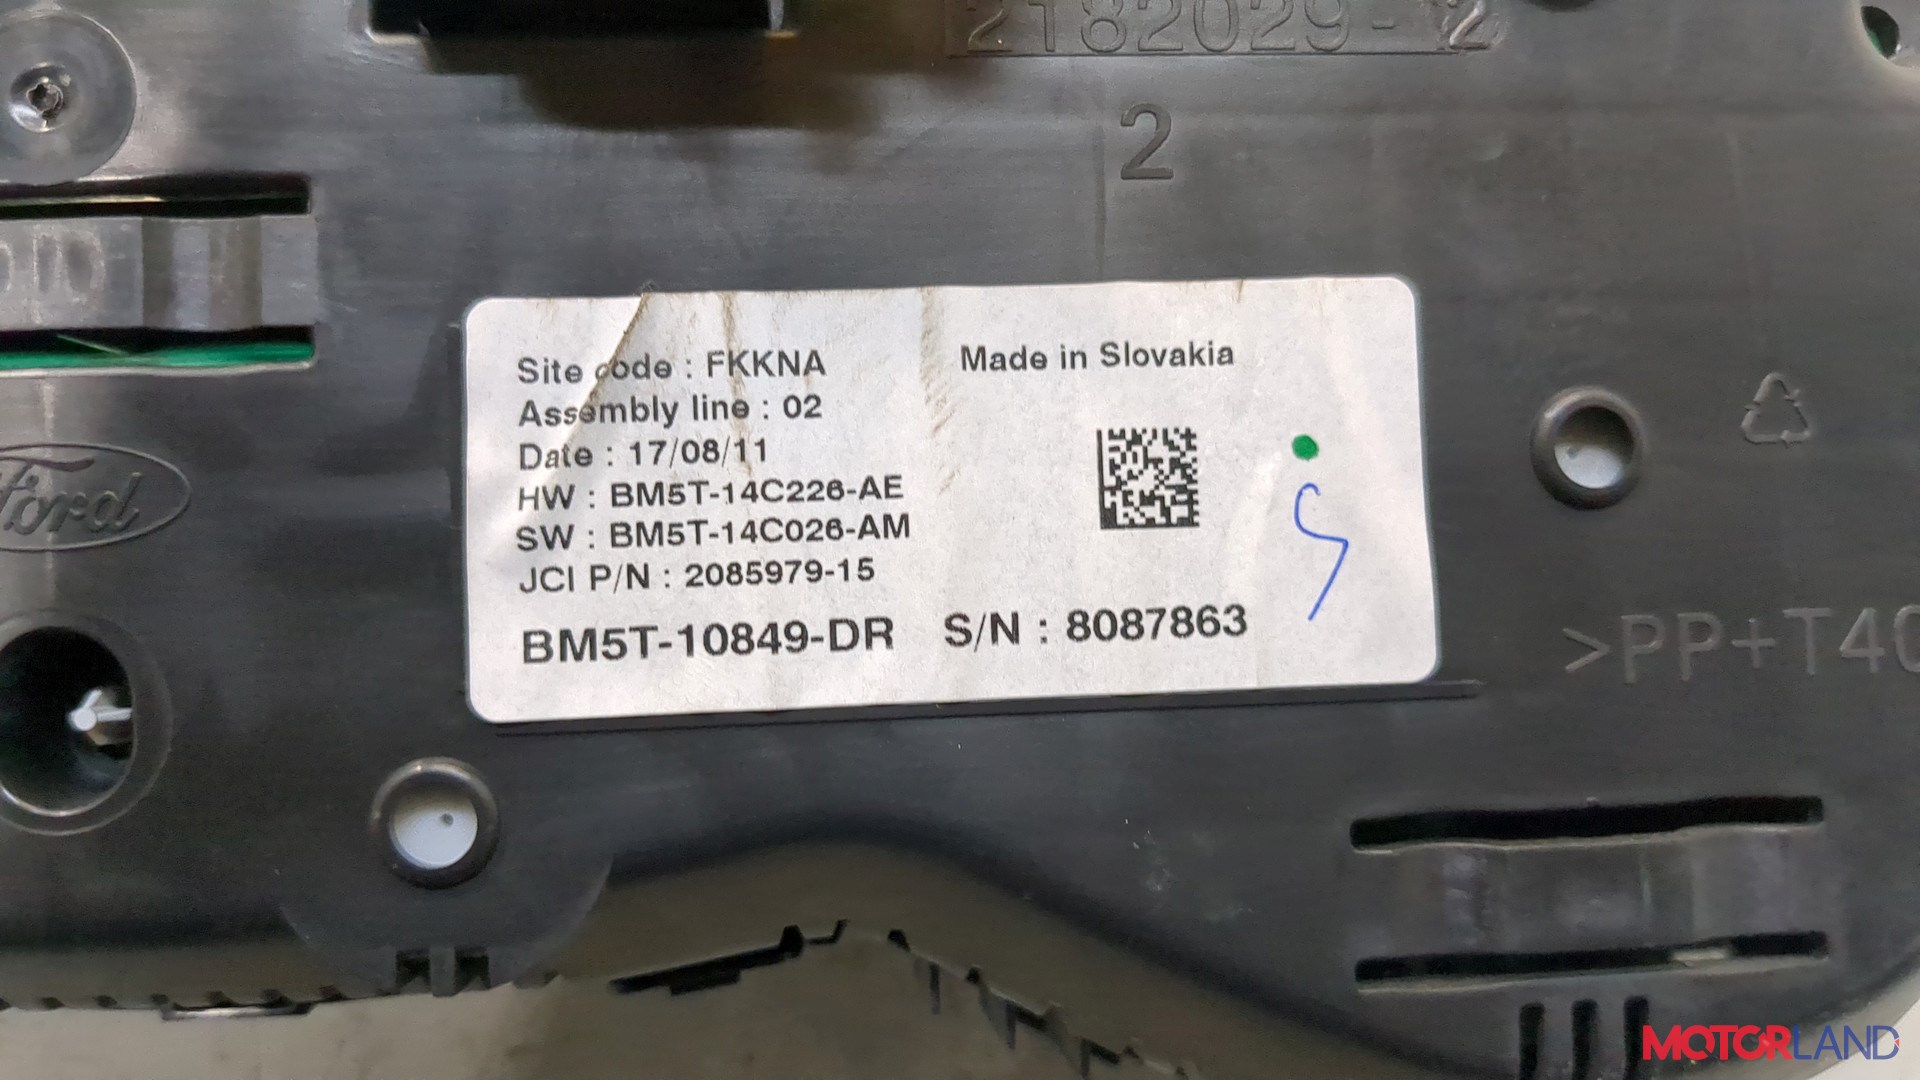 2182029-12
2
Site code : FKKNA
Made in Slovakia
Assembly line : 02
Date : 17/08/11
HW : BM5T-14C226-AE
SW : BM5T-14C026-AM
JCI P/N : 2085979-15
BM5T-10849-DR S/N : 8087863
Ford
>PP+T40
MOTORLAND